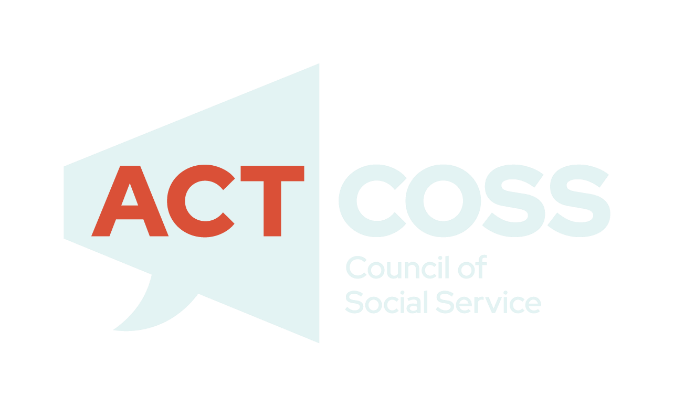 ACT COSS
Council of
Social Service